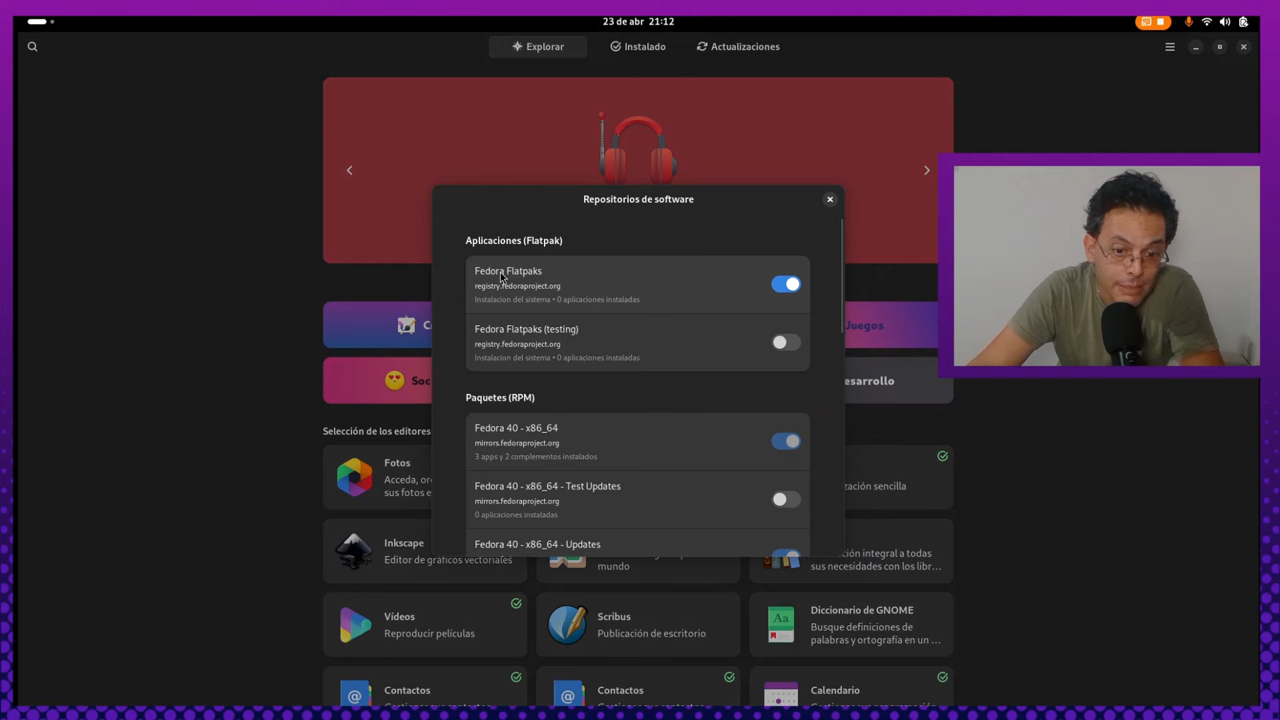 23 de abr 21:12
Explorar
Instalado
Actualizaciones
Repositorios de software
Aplicaciones (Flatpak)
Fedora Flatpaks
registry.fedoraproject.org
Instalacion del sistema • 0 aplicaciones instaladas
Fedora Flatpaks (testing)
registry.fedoraproject.org
Instalacion del sistema • 0 aplicaciones instaladas
Paquetes (RPM)
Fedora 40 - x86_64
mirrors.fedoraproject.org
3 apps y 2 complementos instalados
Fedora 40 - x86_64 - Test Updates
mirrors.fedoraproject.org
0 aplicaciones instaladas
Fedora 40 - x86_64 - Updates
Juegos
Soc
esarrollo
Selección de los editores
Fotos
Acceda, or
sus fotos e
zación sencilla
Inkscape
Editor de gráficos vectoriales
mundo
ción integral a todas
sus necesidades con los libr...
Vídeos
Reproducir películas
Scribus
Publicación de escritorio
Diccionario de GNOME
Busque definiciones de
palabras y ortografía en un ...
Contactos
Contactos
Calendario